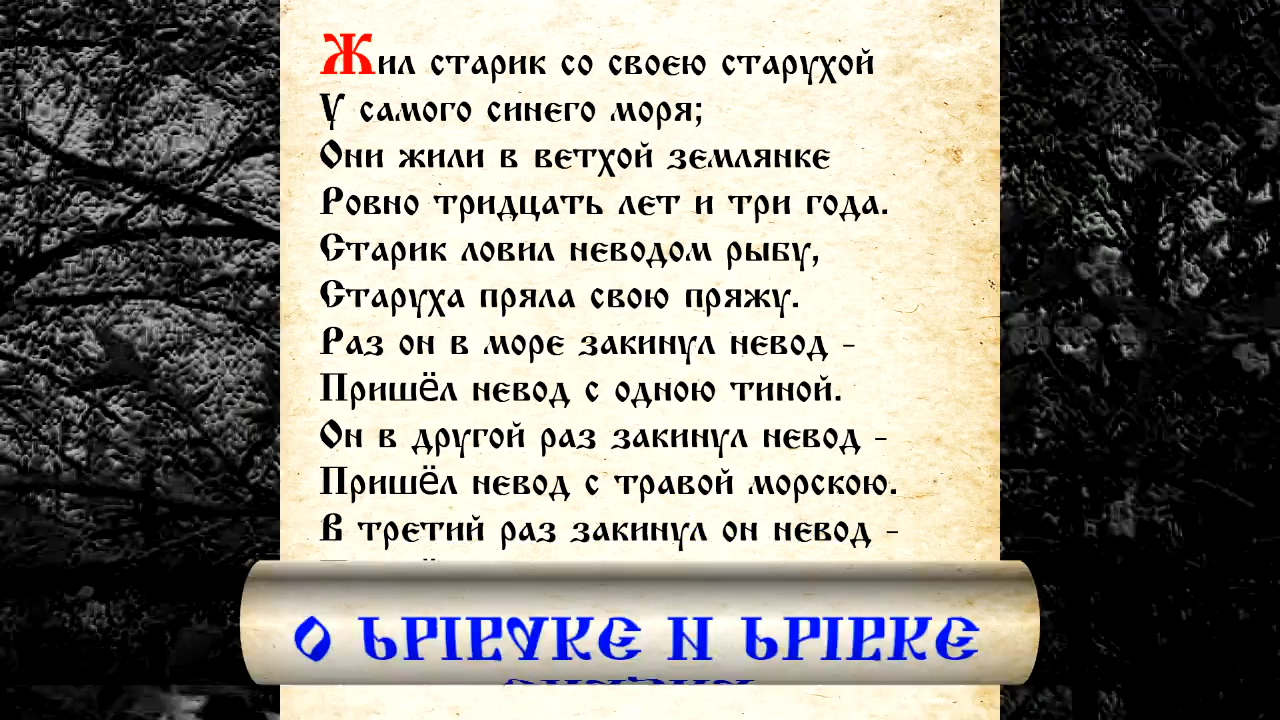 Жил старик со своею старухой
У самого синего моря;
Они жили в ветхой землянке
Ровно тридцать лет и три года.
Старик ловил неводом рыбу,
Старуха пряла свою пряжу.
Раз он в море закинул невод -
Пришёл невод с одною тиной.
Он в другой раз закинул невод -
Пришёл невод с травой морскою.
В третий раз закинул он невод -
О РЫБАКЕ И РЫБКЕ